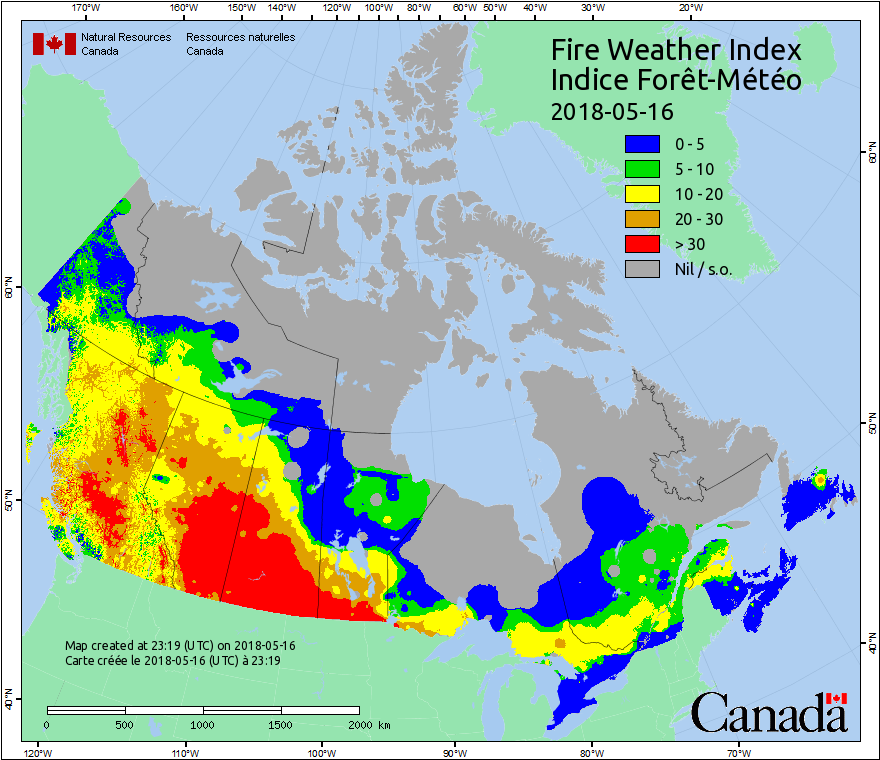 170°W 160°W 150°W 140°W 130°W 120°W 110°W 100°W 90°W 80°W 70°W 60°W 50°W 40°W 30°W 20°W
Natural Resources Ressources naturelles
Canada Canada
Fire Weather Index
Indice Forêt-Météo
2018-05-16
0 - 5
5 - 10
10 - 20
20 - 30
> 30
Nil / s.o.
60°N
60°N
50°N
50°N
40°N
40°N
Map created at 23:19 (UTC) on 2018-05-16
Carte créée le 2018-05-16 (UTC) à 23:19
0 500 1000 1500 2000 km
Canada
120°W 110°W 100°W 90°W 80°W 70°W